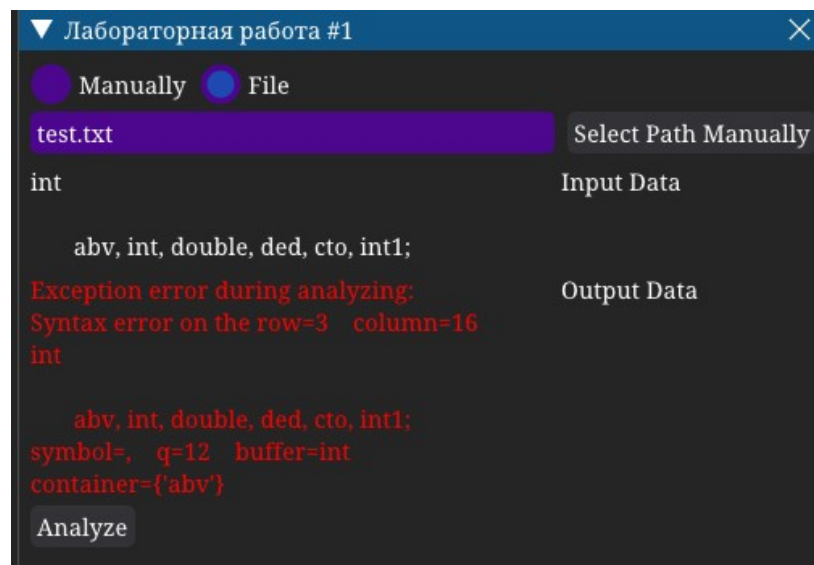 Лабораторная работа #1
Manually File
test.txt Select Path Manually
int Input Data
abv, int, double, ded, cto, int1;
Exception error during analyzing: Output Data
Syntax error on the row=3 column=16
int
abv, int, double, ded, cto, int1;
symbol=, q=12 buffer=int
container={'abv'}
Analyze